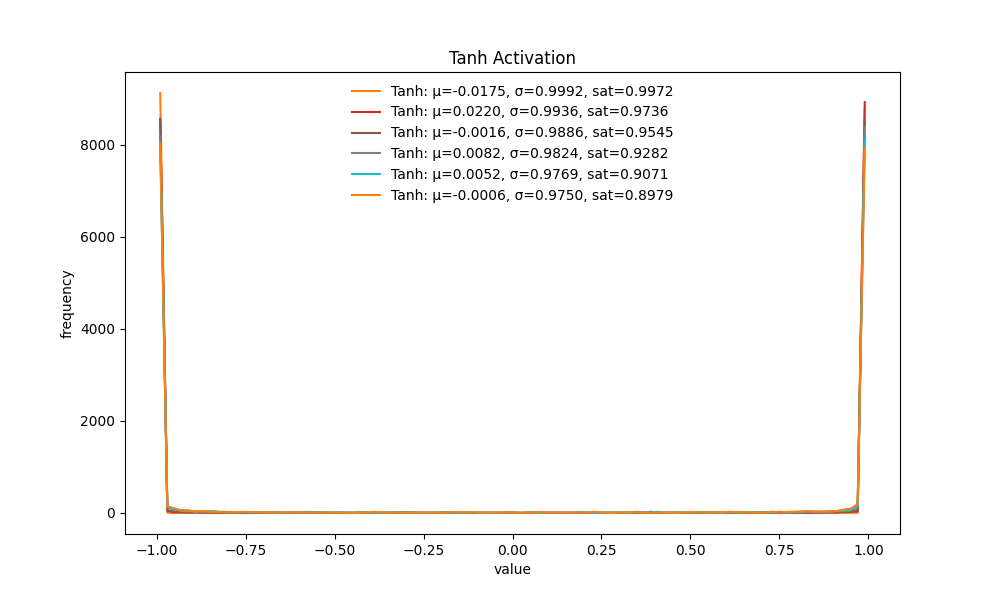 Tanh Activation
Tanh: μ=-0.0175, σ=0.9992, sat=0.9972
Tanh: μ=0.0220, σ=0.9936, sat=0.9736
Tanh: μ=-0.0016, σ=0.9886, sat=0.9545
Tanh: μ=0.0082, σ=0.9824, sat=0.9282
Tanh: μ=0.0052, σ=0.9769, sat=0.9071
Tanh: μ=-0.0006, σ=0.9750, sat=0.8979
8000
6000
4000
2000
0
frequency
−1.00 −0.75 −0.50 −0.25 0.00 0.25 0.50 0.75 1.00
value